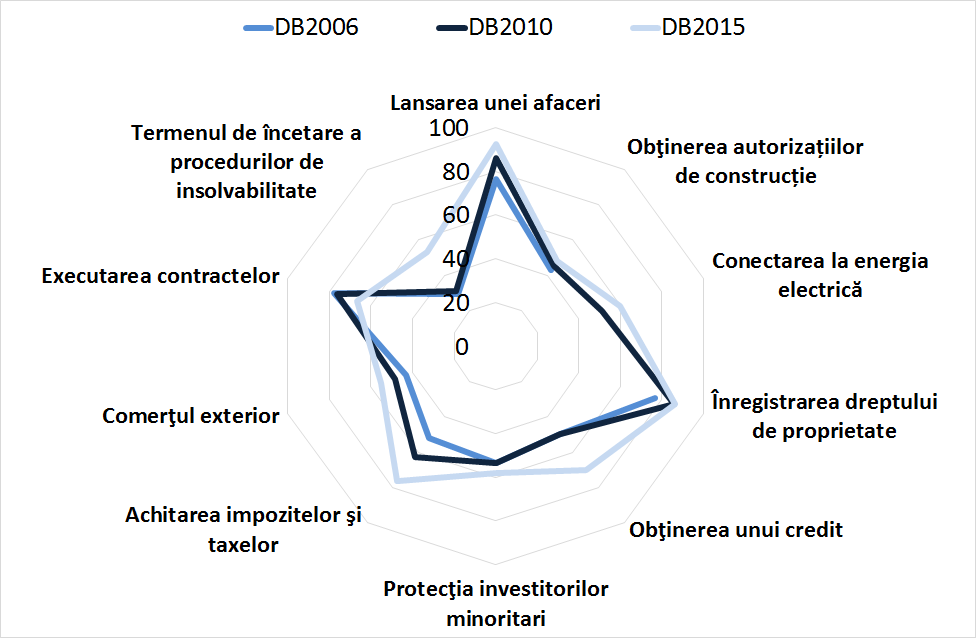 DB2006 DB2010 DB2015
Lansarea unei afaceri
100
80
60
40
20
0
Obţinerea autorizațiilor
de construcție
Conectarea la energia
electrică
Înregistrarea dreptului
de proprietate
Obţinerea unui credit
Protecţia investitorilor
minoritari
Achitarea impozitelor şi
taxelor
Comerţul exterior
Executarea contractelor
Termenul de încetare a
procedurilor de
insolvabilitate